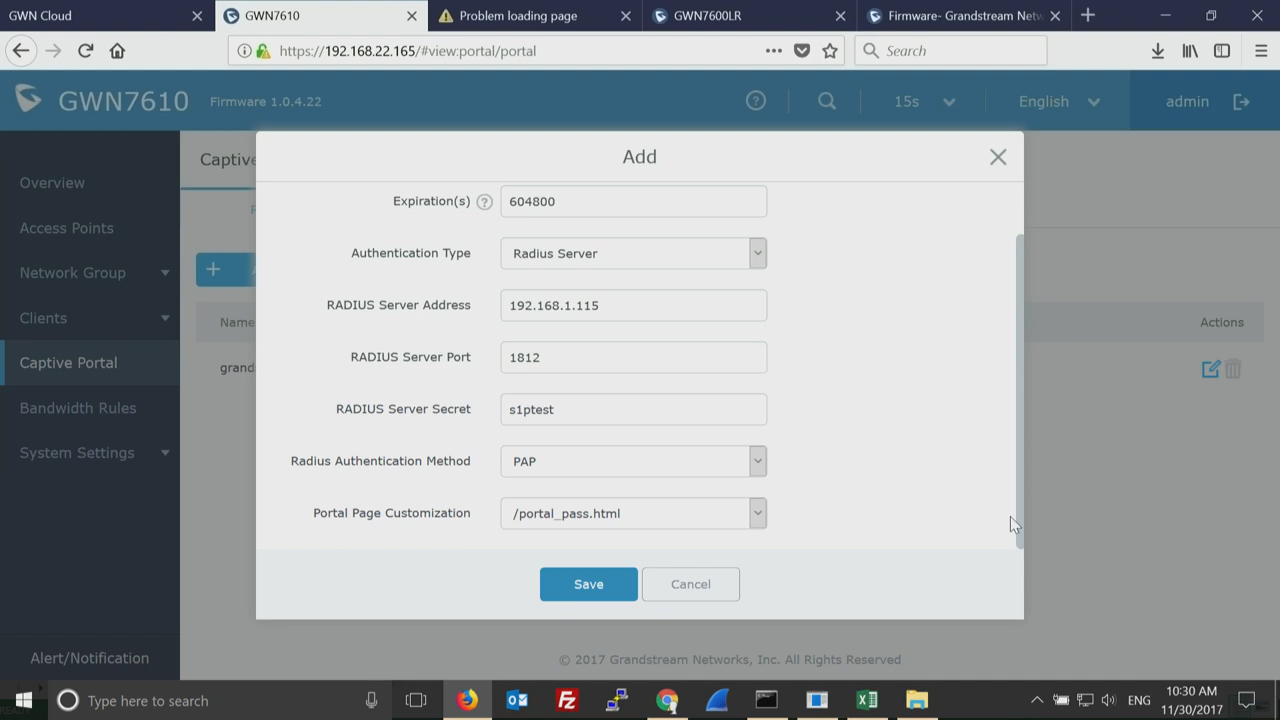 GWN Cloud
GWN7610
Problem loading page
GWN7600LR
Firmware- Grandstream Netw
https://192.168.22.165/#view:portal/portal
Search
GWN7610
Firmware 1.0.4.22
15s
English
admin
Overview
Access Points
Network Group
Clients
Captive Portal
Bandwidth Rules
System Settings
Alert/Notification
Captive
Name
grand
Actions
Add
Expiration(s) ?
604800
Authentication Type
Radius Server
RADIUS Server Address
192.168.1.115
RADIUS Server Port
1812
RADIUS Server Secret
s1ptest
Radius Authentication Method
PAP
Portal Page Customization
/portal_pass.html
Save
Cancel
© 2017 Grandstream Networks, Inc. All Rights Reserved
Type here to search
ENG
10:30 AM
11/30/2017